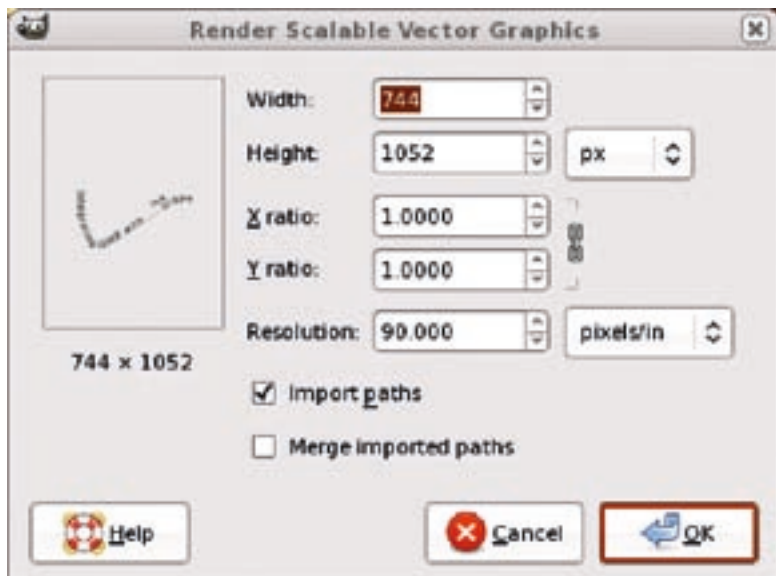 Render Scalable Vector Graphics
Width: 744
Height: 1052 px
X ratio: 1.0000
Y ratio: 1.0000
Resolution: 90.000 pixels/in
744 × 1052
Import paths
Merge imported paths
Help Cancel OK